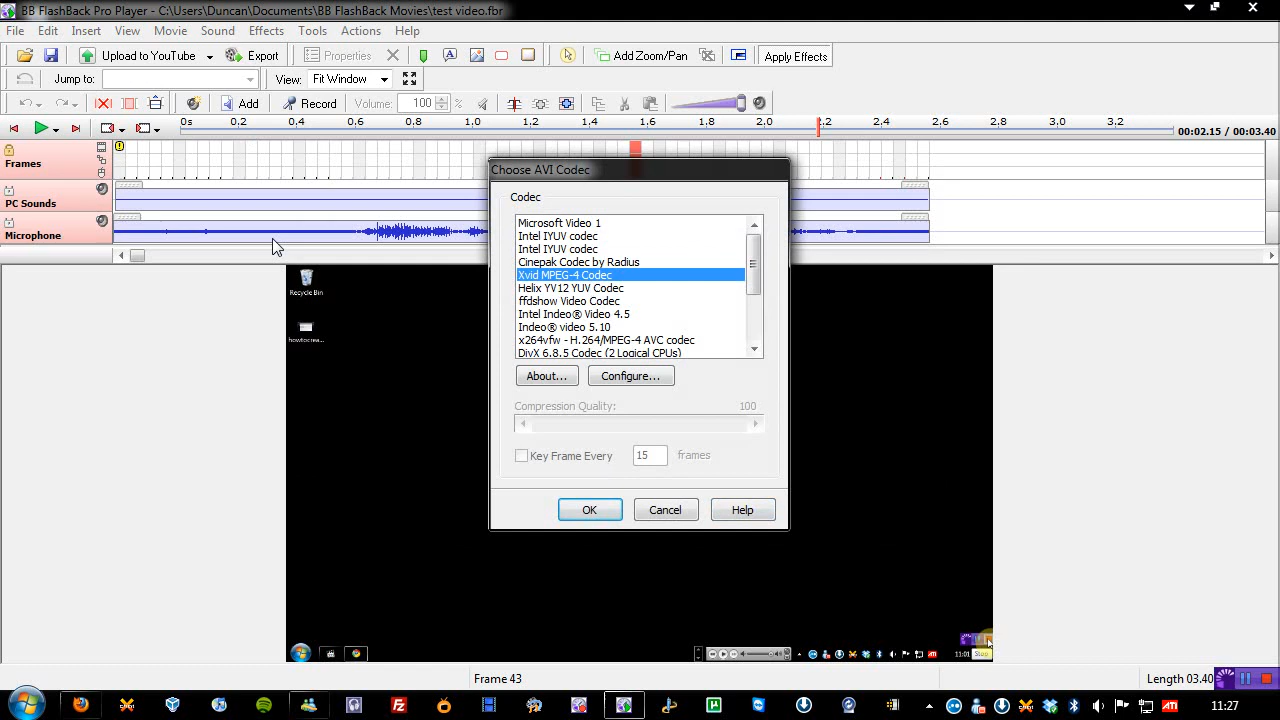 BB FlashBack Pro Player - C:\Users\Duncan\Documents\BB FlashBack Movies\test video.fbr
File Edit Insert View Movie Sound Effects Tools Actions Help
Upload to YouTube Export Properties Add Zoom/Pan Apply Effects
Jump to: View: Fit Window
Add Record Volume: 100 %
0s 0.2 0.4 0.6 0.8 1.0 1.2 1.4 1.6 1.8 2.0 2.2 2.4 2.6 2.8 3.0 3.2 00:02.15 / 00:03.40
Frames
PC Sounds
Microphone
Choose AVI Codec
Codec
Microsoft Video 1
Intel IYUV codec
Intel IYUV codec
Cinepak Codec by Radius
Xvid MPEG-4 Codec
Helix YV12 YUV Codec
ffdshow Video Codec
Intel Indeo® Video 4.5
Indeo® video 5.10
x264vfw - H.264/MPEG-4 AVC codec
DivX 6.8.5 Codec (2 Logical CPUs)
About... Configure...
Compression Quality: 100
Key Frame Every 15 frames
OK Cancel Help
Recycle Bin
howtocrea...
11:01 Stop
Frame 43 Length 03.40
11:27